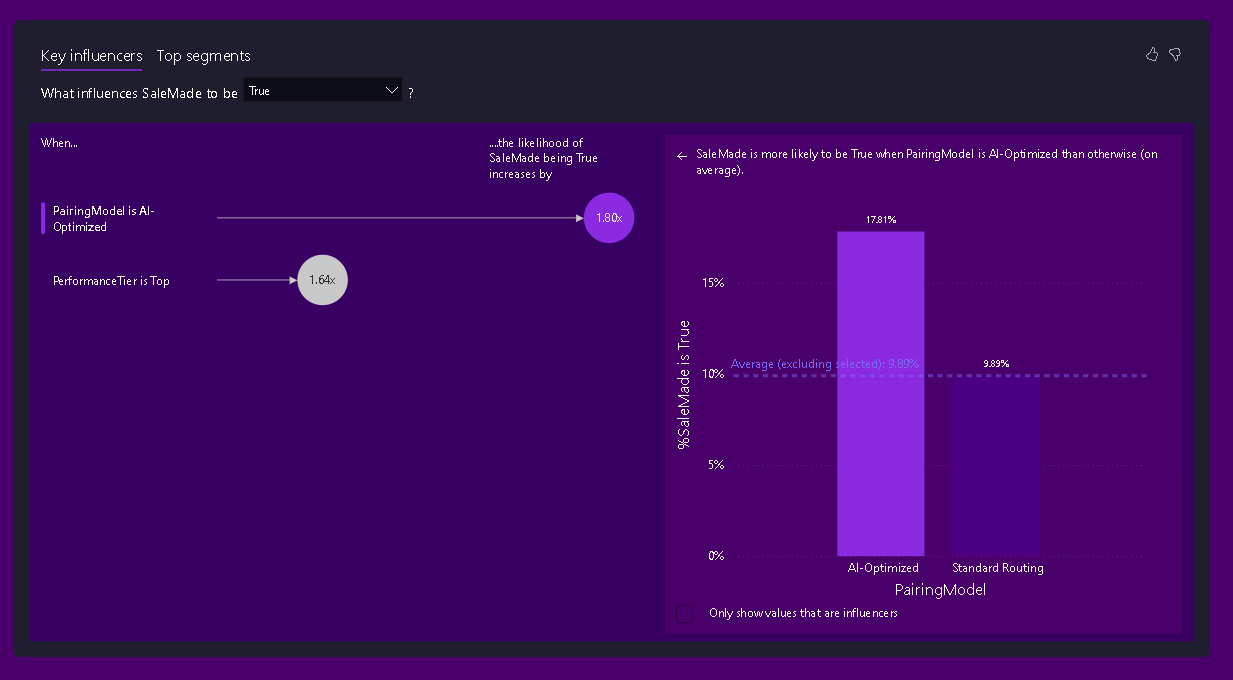 Key influencers Top segments
What influences SaleMade to be True ?
When...
....the likelihood of
SaleMade being True
increases by
PairingModel is AI-
Optimized
1.80x
PerformanceTier is Top
1.64x
← SaleMade is more likely to be True when PairingModel is AI-Optimized than otherwise (on
average).
%SaleMade is True
17.81%
15%
Average (excluding selected): 9.89%
9.89%
10%
5%
0%
AI-Optimized Standard Routing
PairingModel
Only show values that are influencers